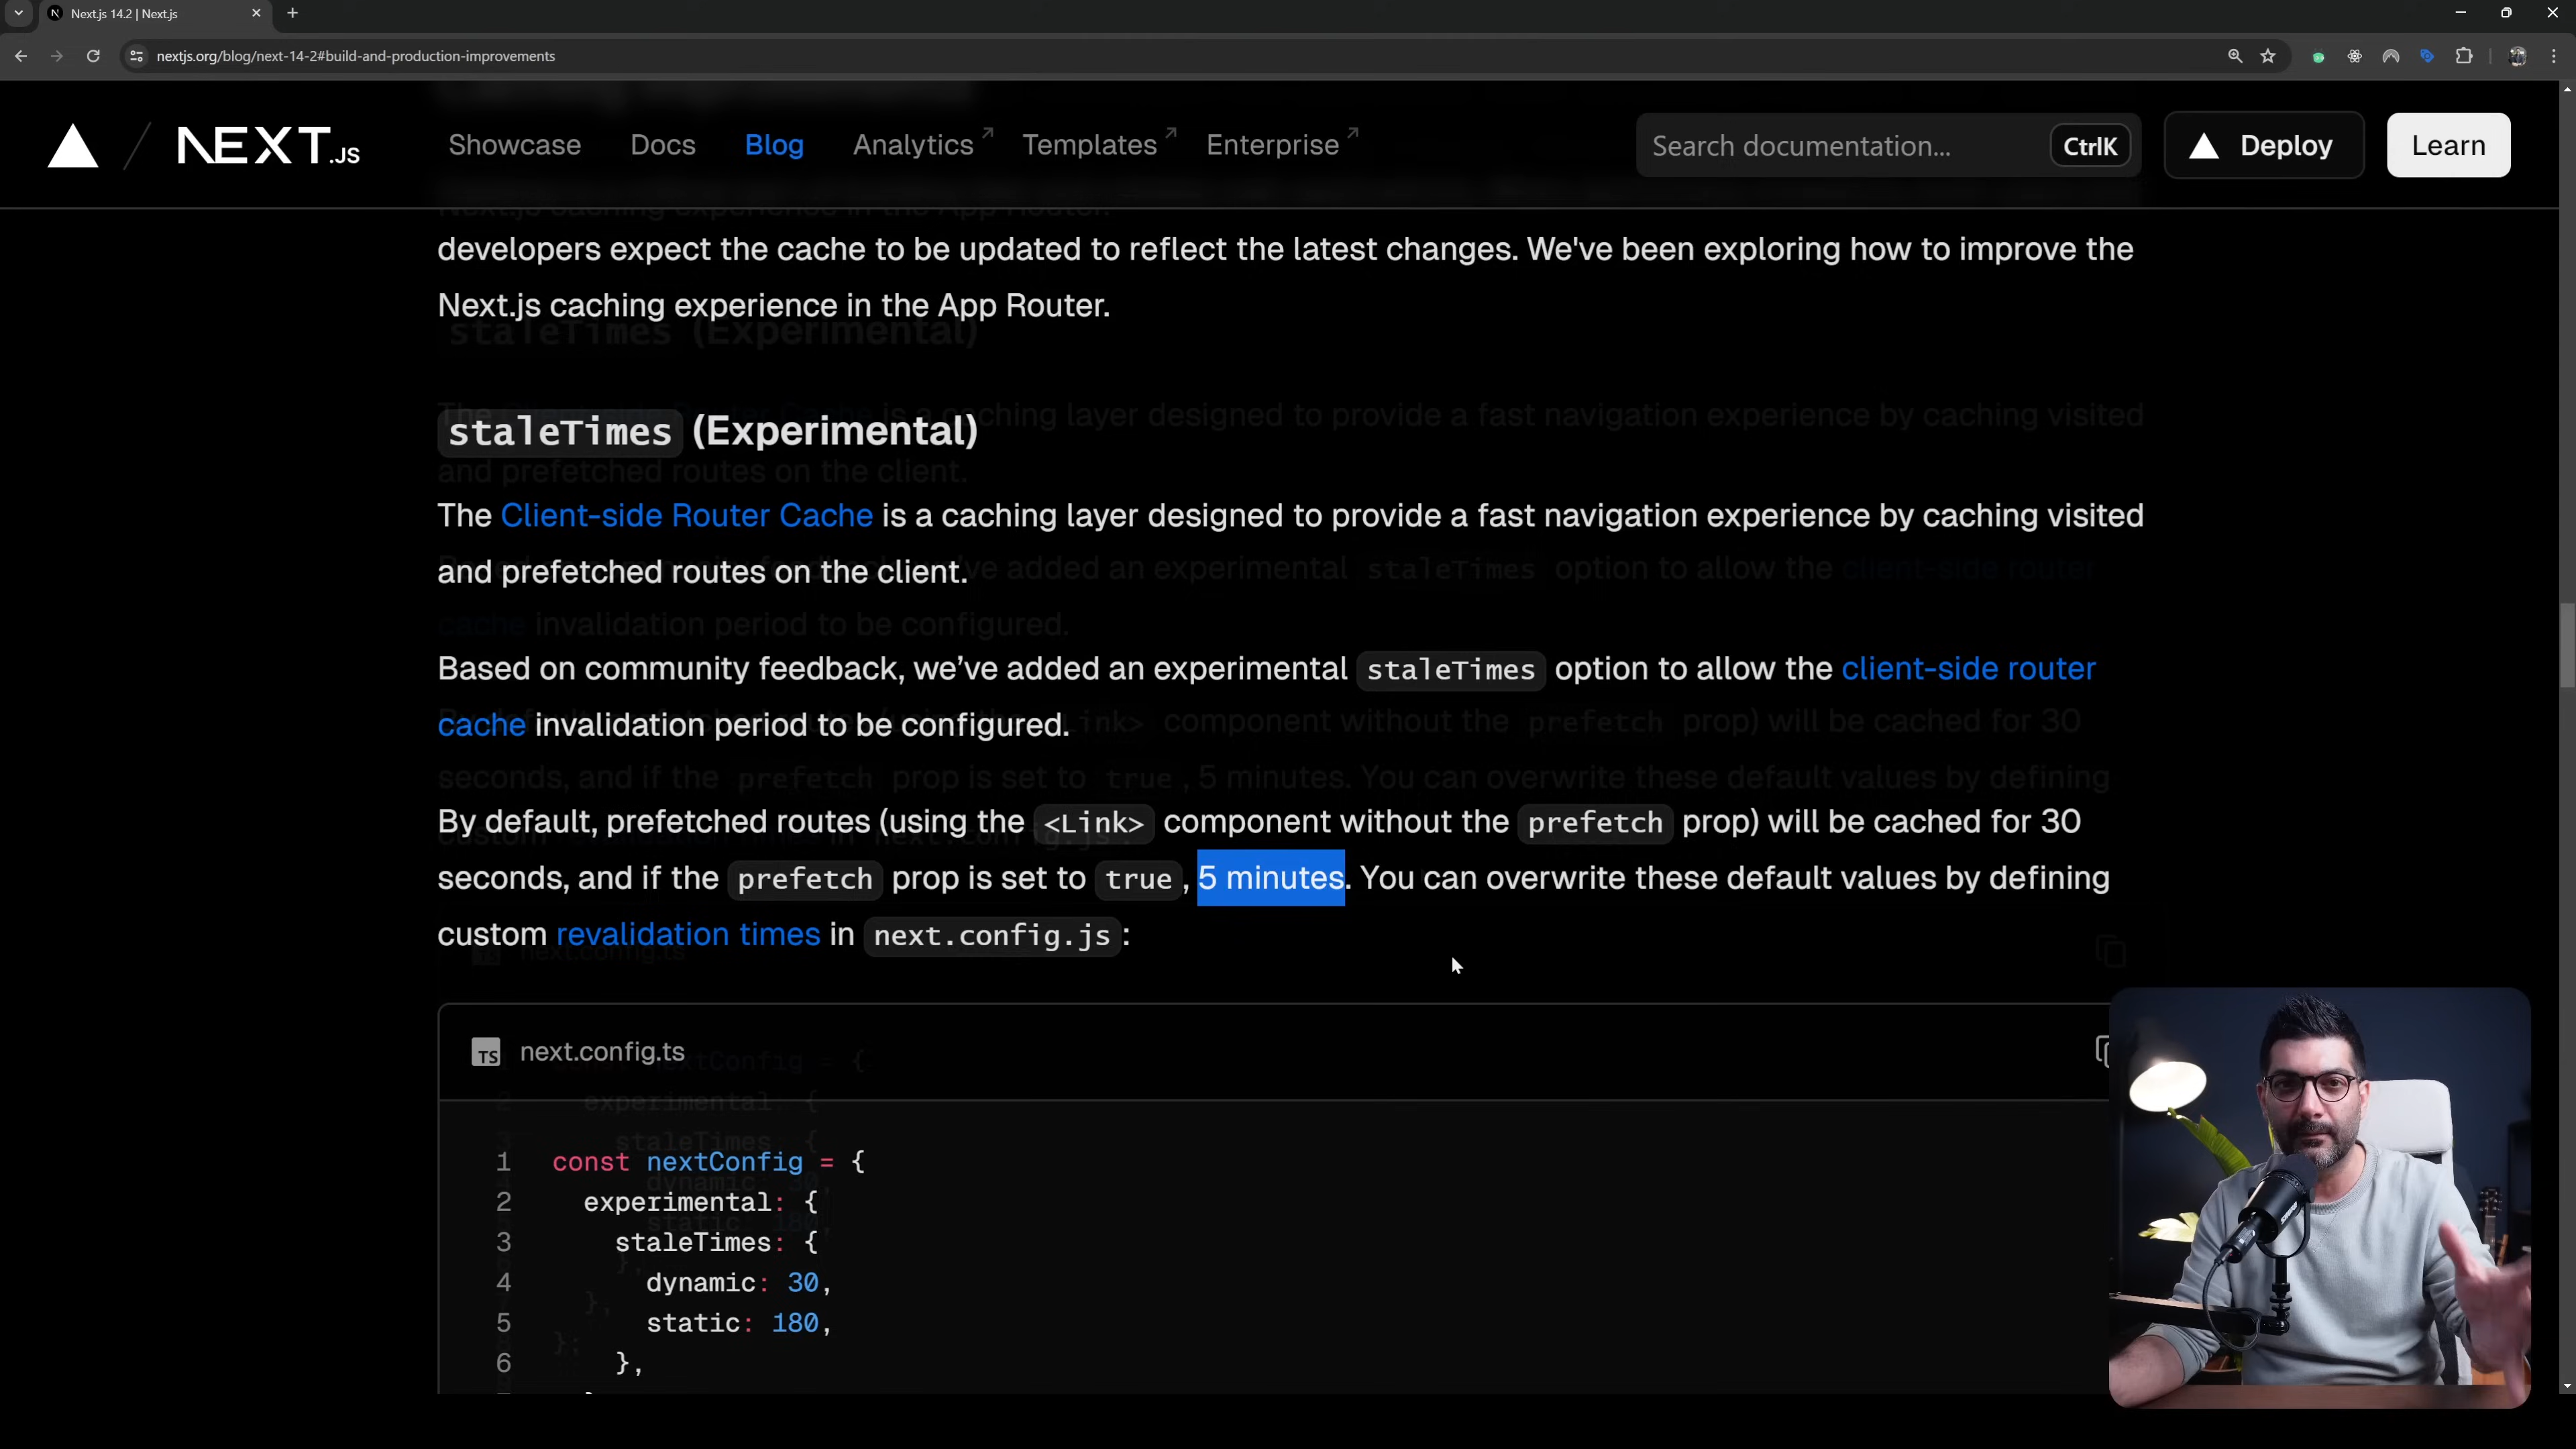 Next.js 14.2 | Next.js
nextjs.org/blog/next-14-2#build-and-production-improvements
NEXT.JS
Showcase Docs Blog Analytics Templates Enterprise
Search documentation... CtrlK Deploy Learn
developers expect the cache to be updated to reflect the latest changes. We've been exploring how to improve the
Next.js caching experience in the App Router.
staleTimes (Experimental)
The Client-side Router Cache is a caching layer designed to provide a fast navigation experience by caching visited
and prefetched routes on the client.
Based on community feedback, we’ve added an experimental staleTimes option to allow the client-side router
cache invalidation period to be configured.
By default, prefetched routes (using the <Link> component without the prefetch prop) will be cached for 30
seconds, and if the prefetch prop is set to true, 5 minutes. You can overwrite these default values by defining
custom revalidation times in next.config.js:
TS next.config.ts
1 const nextConfig = {
2 experimental: {
3 staleTimes: {
4 dynamic: 30,
5 static: 180,
6 },